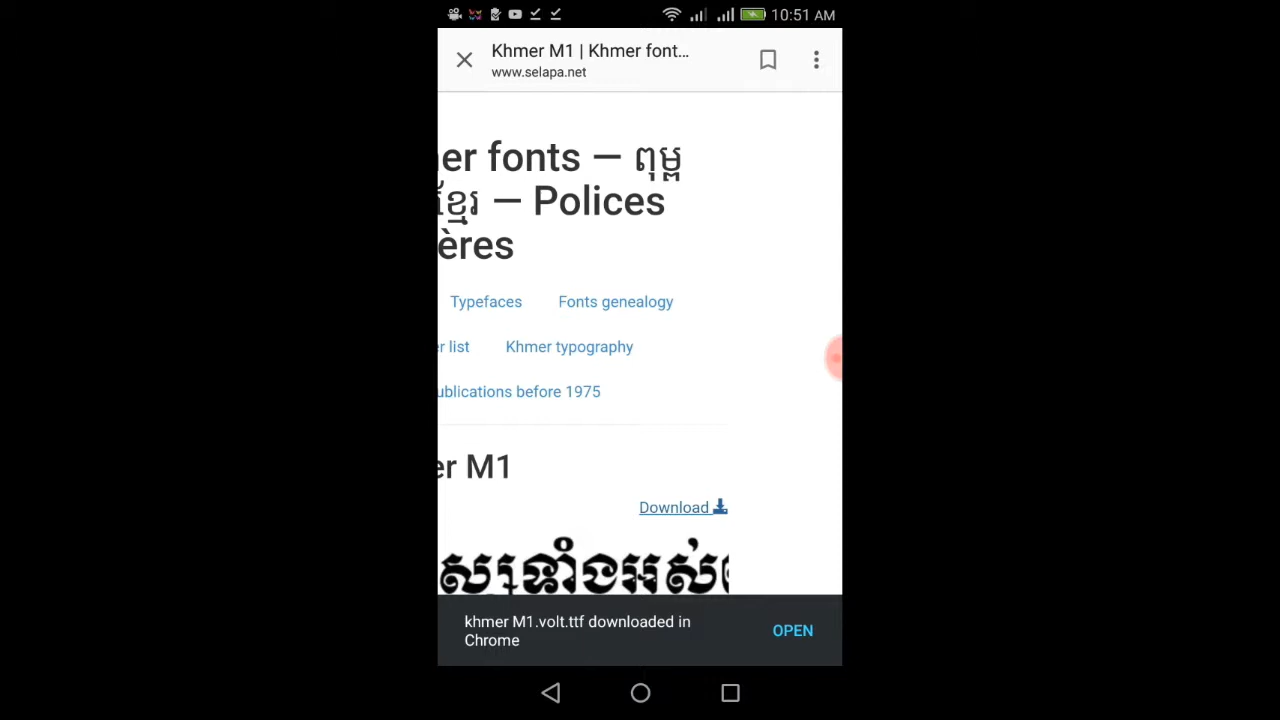 10:51 AM
Khmer M1 | Khmer font…
www.selapa.net
er fonts — ពុម្ព
ខ្មែរ — Polices
ères
Typefaces Fonts genealogy
er list Khmer typography
ublications before 1975
er M1
Download
khmer M1.volt.ttf downloaded in
Chrome
OPEN